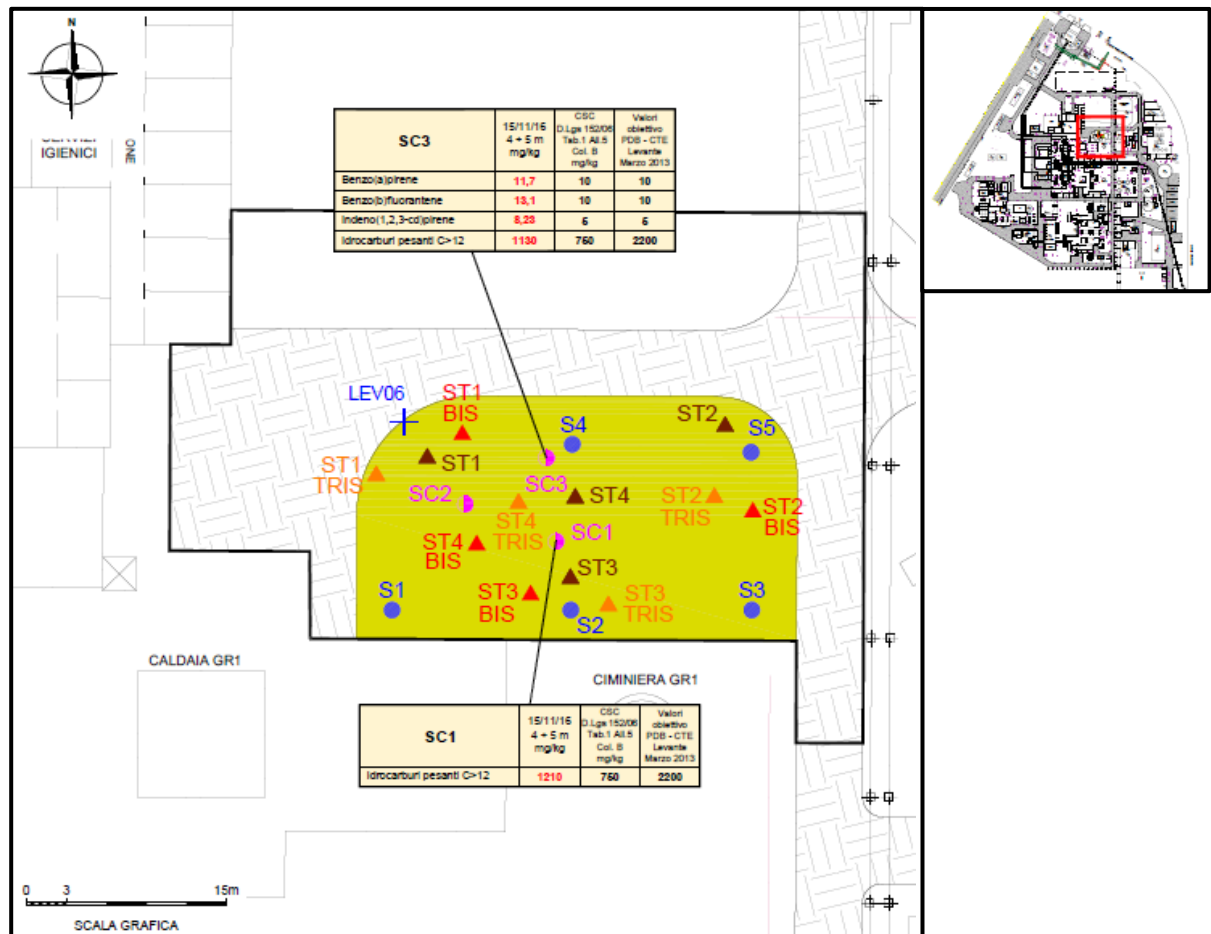 N
IGIENICI
ONE
SC3
15/11/16
4 ÷ 5 m
mg/kg
CSC
D.Lgs 152/06
Tab.1 All.5
Col. B
mg/kg
Valori
obiettivo
PDB - CTE
Levante
Marzo 2013
Benzo(a)pirene 11,7 10 10
Benzo(b)fluorantene 13,1 10 10
Indeno(1,2,3-cd)pirene 8,23 5 5
Idrocarburi pesanti C>12 1130 750 2200
LEV06
ST1
BIS
S4
ST2
S5
ST1
ST1
TRIS
SC2
SC3
ST4
ST4
TRIS
ST2
TRIS
ST2
BIS
SC1
ST4
BIS
ST3
S1
ST3
BIS
S2
ST3
TRIS
S3
CALDAIA GR1
CIMINIERA GR1
SC1
15/11/16
4 ÷ 5 m
mg/kg
CSC
D.Lgs 152/06
Tab.1 All.5
Col. B
mg/kg
Valori
obiettivo
PDB - CTE
Levante
Marzo 2013
Idrocarburi pesanti C>12 1210 750 2200
0 3 15m
SCALA GRAFICA